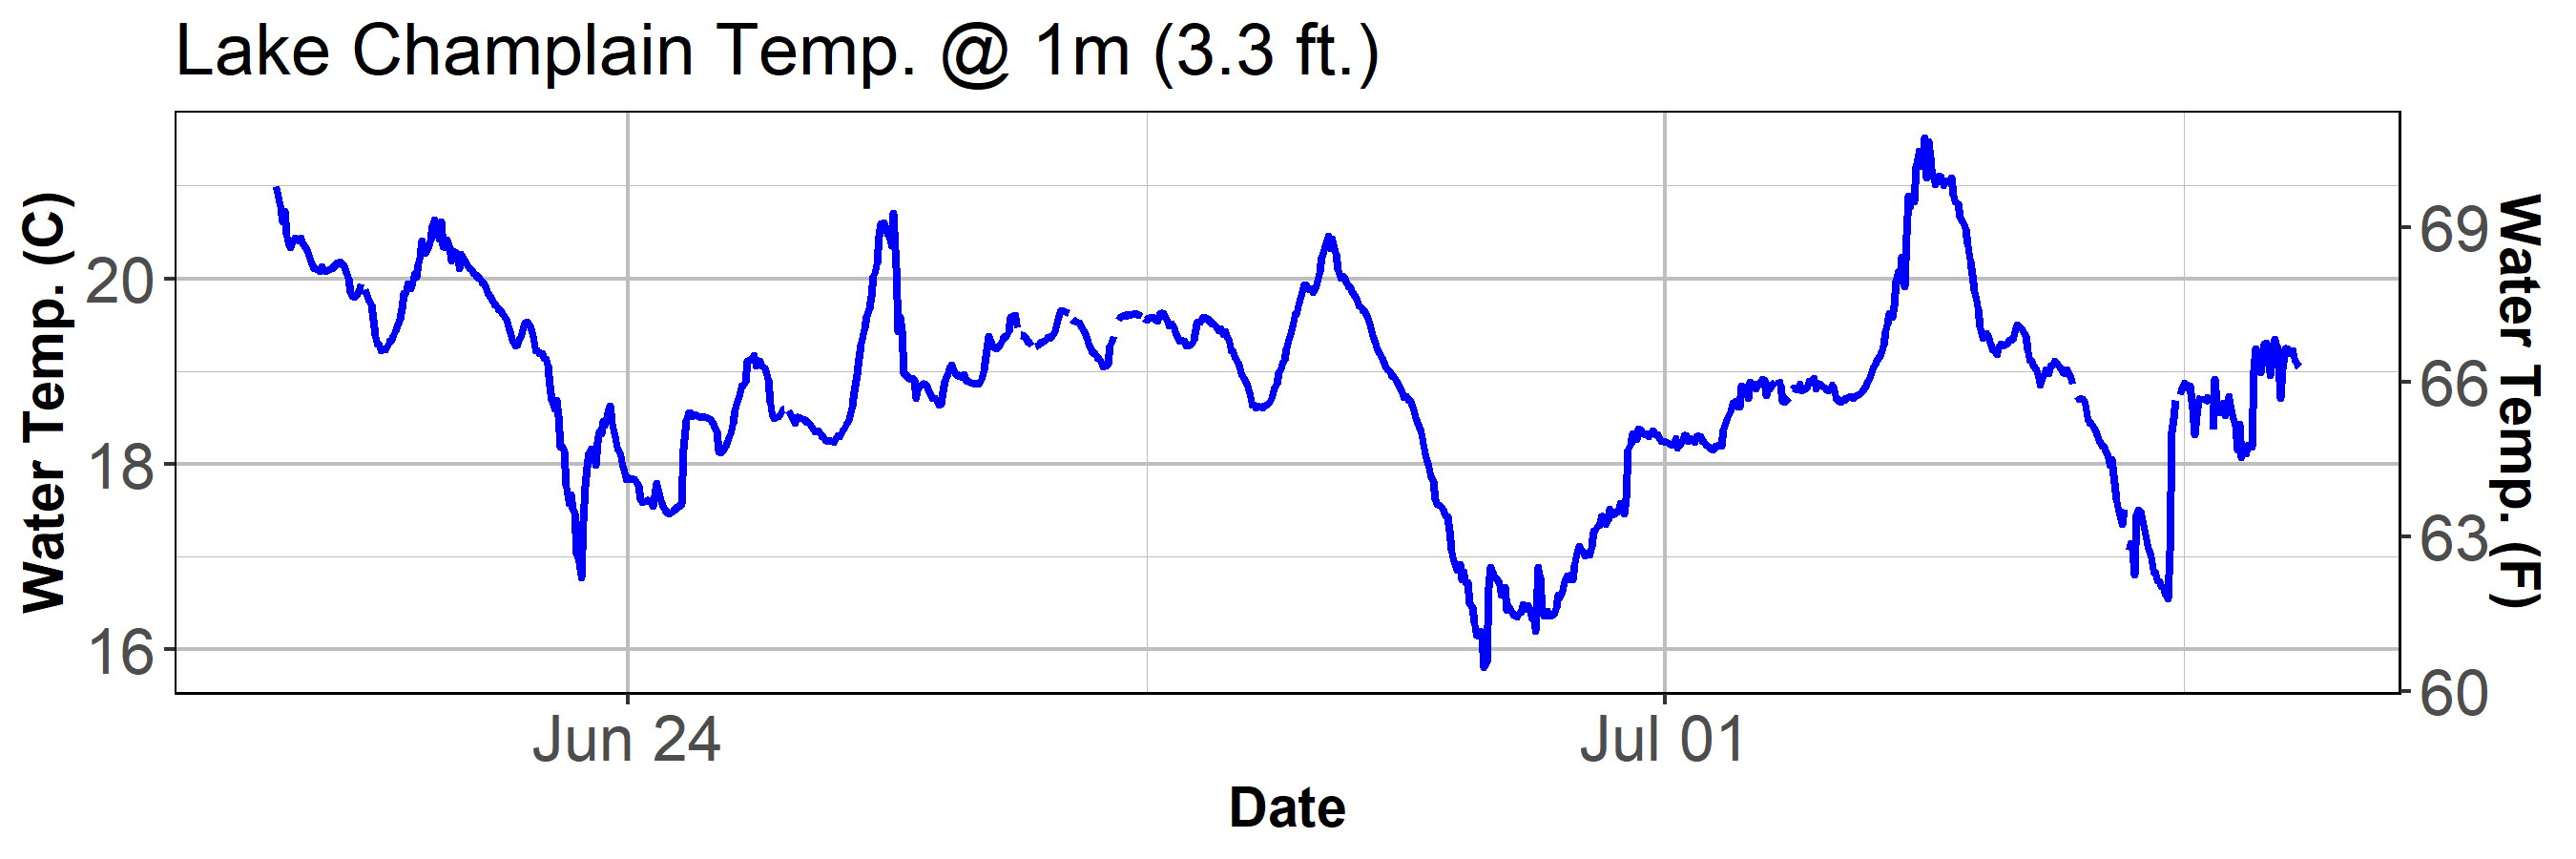 Lake Champlain Temp. @ 1m (3.3 ft.)
Water Temp. (C)
20
18
16
69
66
63
60
Water Temp. (F)
Jun 24
Jul 01
Date